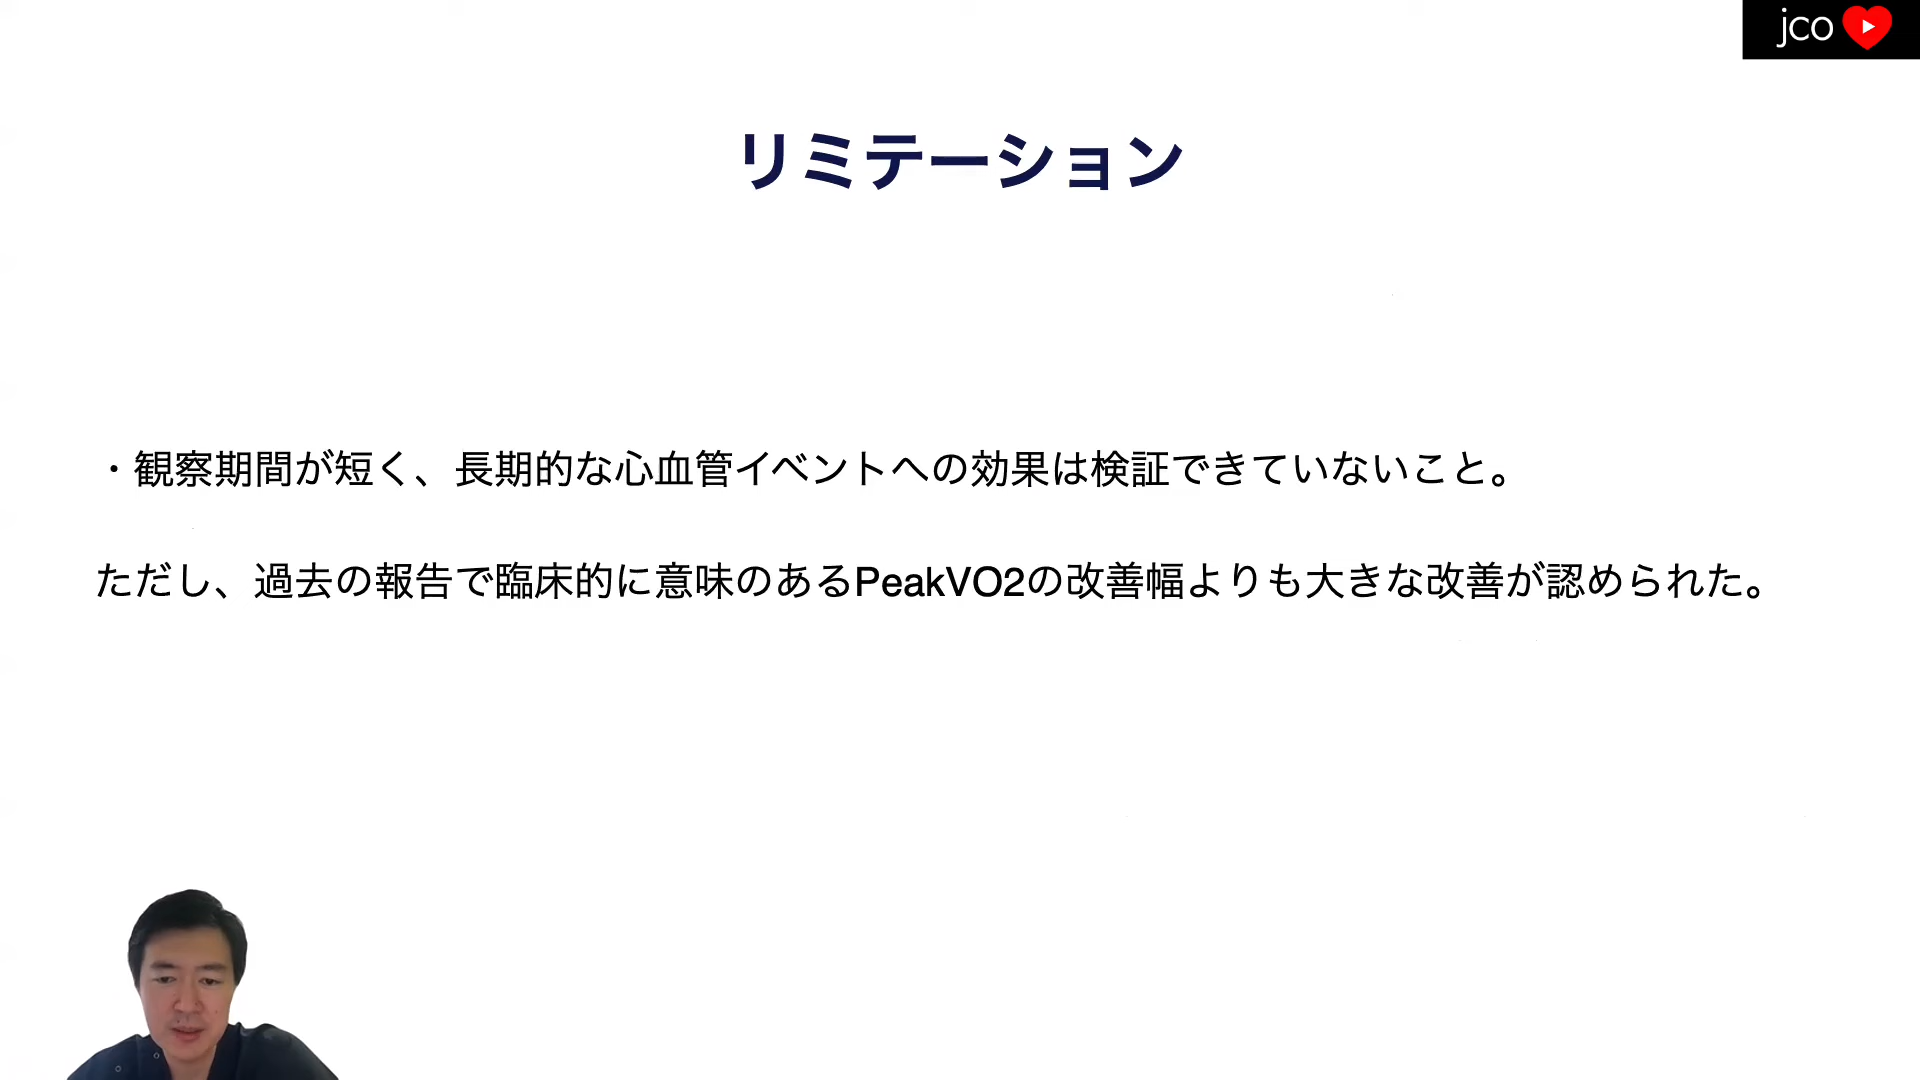 jco
リミテーション
・観察期間が短く、長期的な心血管イベントへの効果は検証できていないこと。
ただし、過去の報告で臨床的に意味のあるPeakVO2の改善幅よりも大きな改善が認められた。